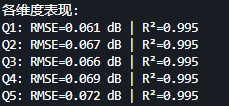 各维度表现:
Q1: RMSE=0.061 dB | R²=0.995
Q2: RMSE=0.067 dB | R²=0.995
Q3: RMSE=0.066 dB | R²=0.995
Q4: RMSE=0.069 dB | R²=0.995
Q5: RMSE=0.072 dB | R²=0.995